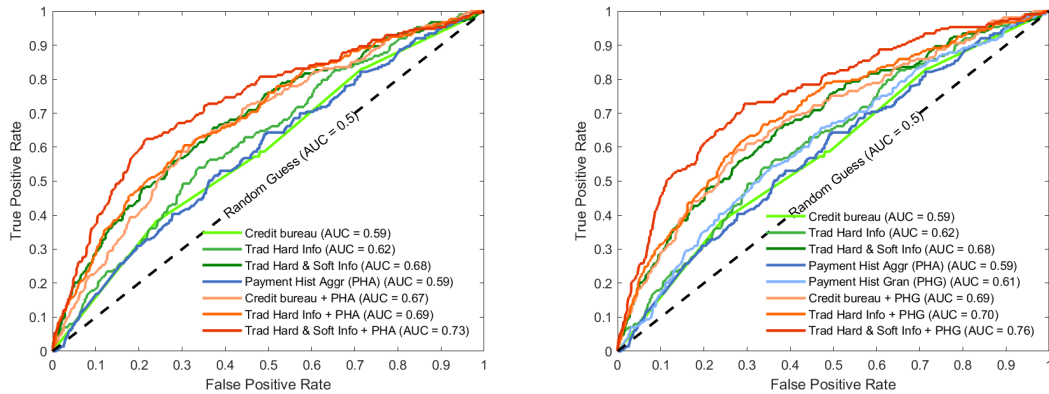 1
0.9
0.8
0.7
0.6
0.5
0.4
0.3
0.2
0.1
0
True Positive Rate
Random Guess (AUC = 0.5)
Credit bureau (AUC = 0.59)
Trad Hard Info (AUC = 0.62)
Trad Hard & Soft Info (AUC = 0.68)
Payment Hist Aggr (PHA) (AUC = 0.59)
Credit bureau + PHA (AUC = 0.67)
Trad Hard Info + PHA (AUC = 0.69)
Trad Hard & Soft Info + PHA (AUC = 0.73)
0 0.1 0.2 0.3 0.4 0.5 0.6 0.7 0.8 0.9 1
False Positive Rate
1
0.9
0.8
0.7
0.6
0.5
0.4
0.3
0.2
0.1
0
True Positive Rate
Random Guess (AUC = 0.5)
Credit bureau (AUC = 0.59)
Trad Hard Info (AUC = 0.62)
Trad Hard & Soft Info (AUC = 0.68)
Payment Hist Aggr (PHA) (AUC = 0.59)
Payment Hist Gran (PHG) (AUC = 0.61)
Credit bureau + PHG (AUC = 0.69)
Trad Hard Info + PHG (AUC = 0.70)
Trad Hard & Soft Info + PHG (AUC = 0.76)
0 0.1 0.2 0.3 0.4 0.5 0.6 0.7 0.8 0.9 1
False Positive Rate